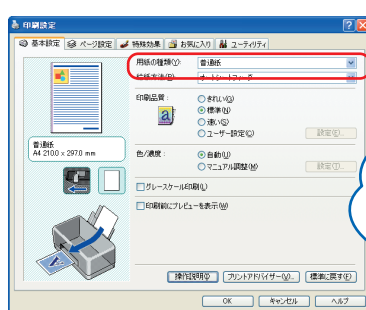 印刷設定
基本設定 ページ設定 特殊効果 お気に入り ユーティリティ
用紙の種類(Y): 普通紙
給紙方法(P): オートシートフィーダ
印刷品質:
きれい(G)
標準(N)
速い(S)
ユーザー設定(C) 設定(E)...
普通紙
A4 210.0 x 297.0 mm
色/濃度:
自動(U)
マニュアル調整(M) 設定(T)...
グレースケール印刷(L)
印刷前にプレビューを表示(W)
操作説明(I) プリントアドバイザー(V)... 標準に戻す(F)
OK キャンセル ヘルプ